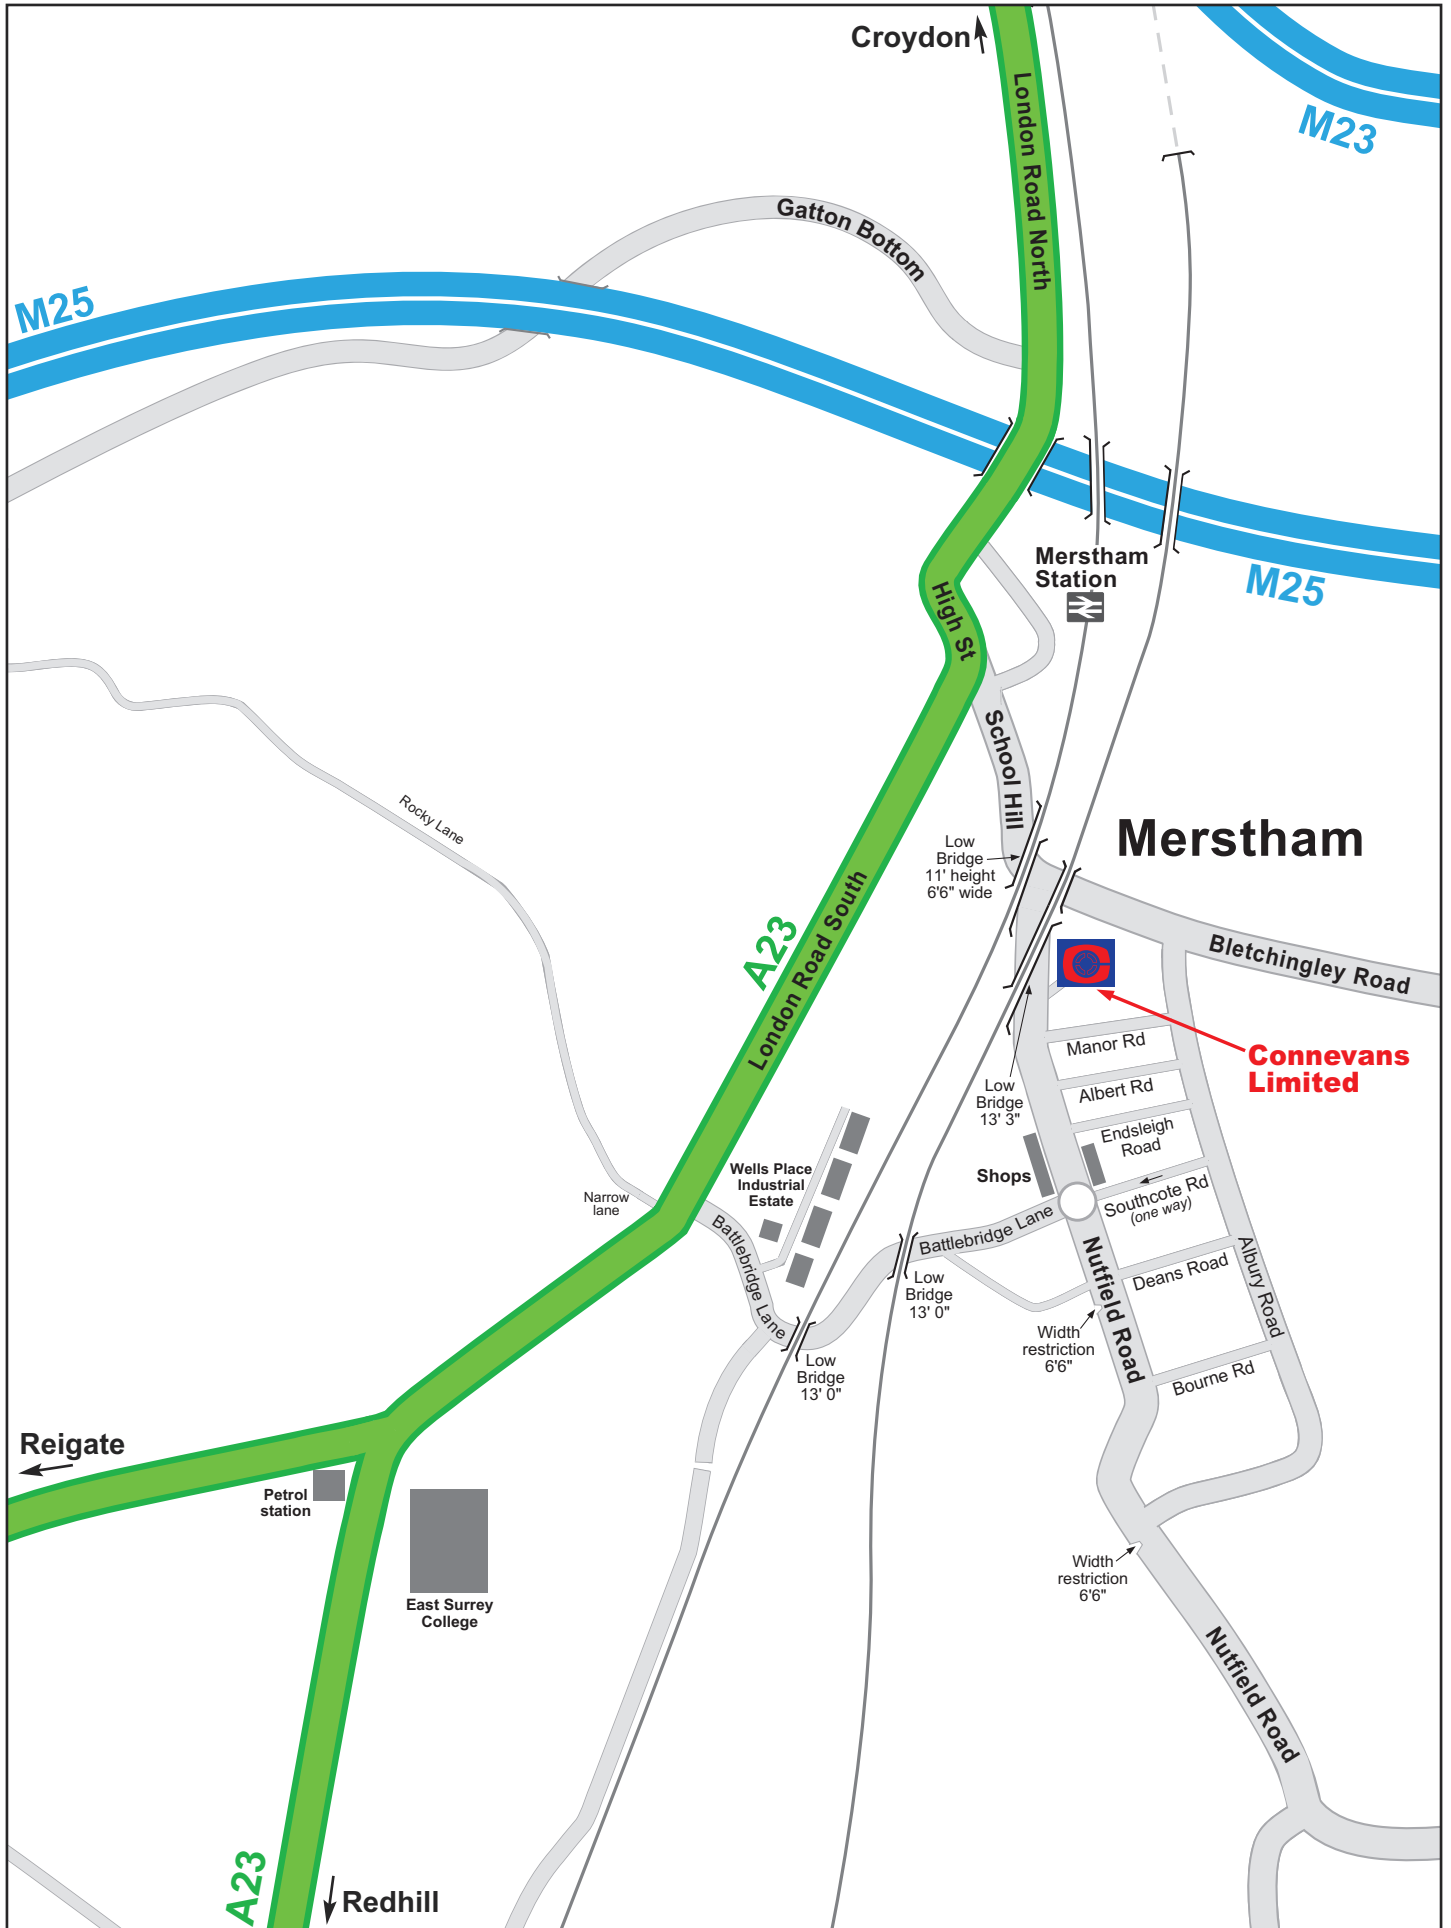 Croydon
London Road North
M23
Gatton Bottom
M25
Merstham
Station
M25
High St
School Hill
Rocky Lane
Low
Bridge
11' height
6'6" wide
Merstham
A23
London Road South
Bletchingley Road
Connevans
Limited
Manor Rd
Albert Rd
Endsleigh
Road
Low
Bridge
13' 3"
Shops
Southcote Rd
(one way)
Wells Place
Industrial
Estate
Narrow
lane
Battlebridge Lane
Battlebridge Lane
Nutfield Road
Deans Road
Albury Road
Low
Bridge
13' 0"
Width
restriction
6'6"
Low
Bridge
13' 0"
Bourne Rd
Reigate
Petrol
station
East Surrey
College
Width
restriction
6'6"
Nutfield Road
A23
Redhill